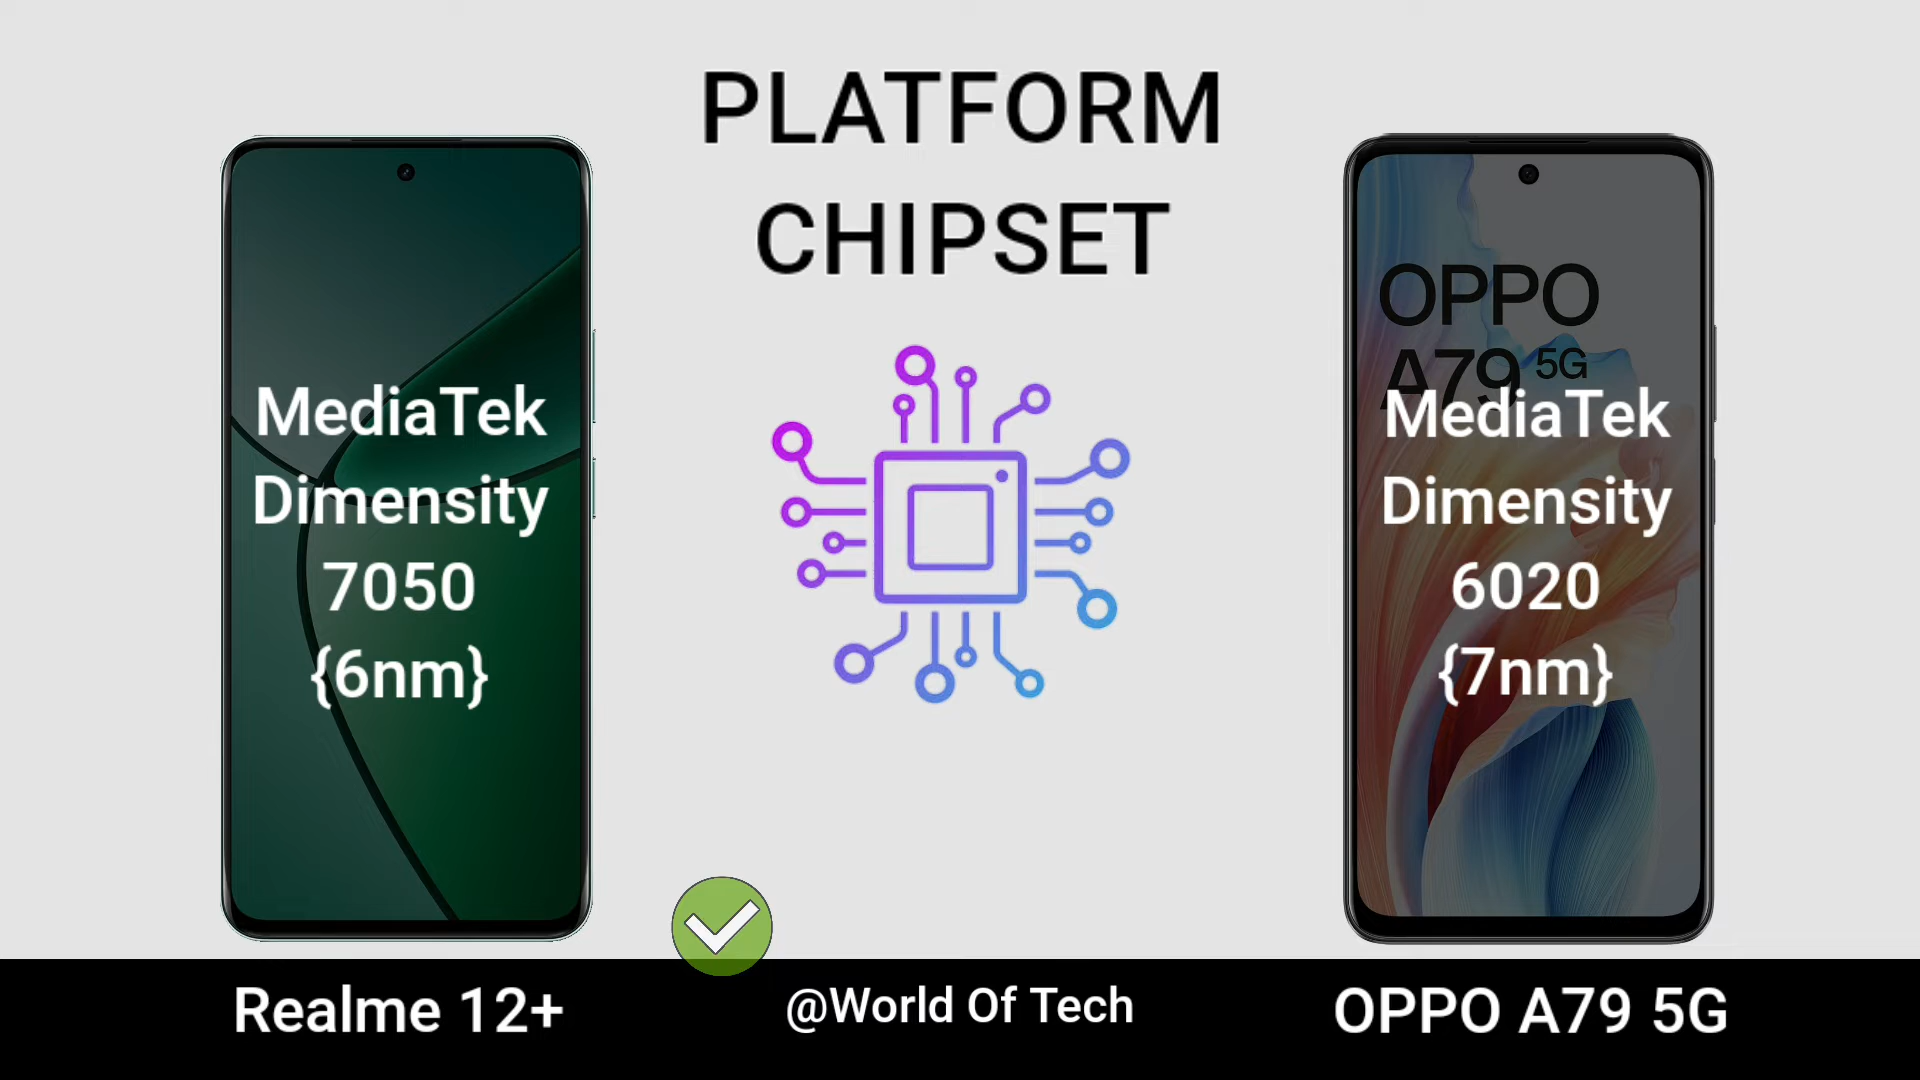 PLATFORM
CHIPSET
MediaTek
Dimensity
7050
{6nm}
OPPO
A79 5G
MediaTek
Dimensity
6020
{7nm}
Realme 12+
@World Of Tech
OPPO A79 5G